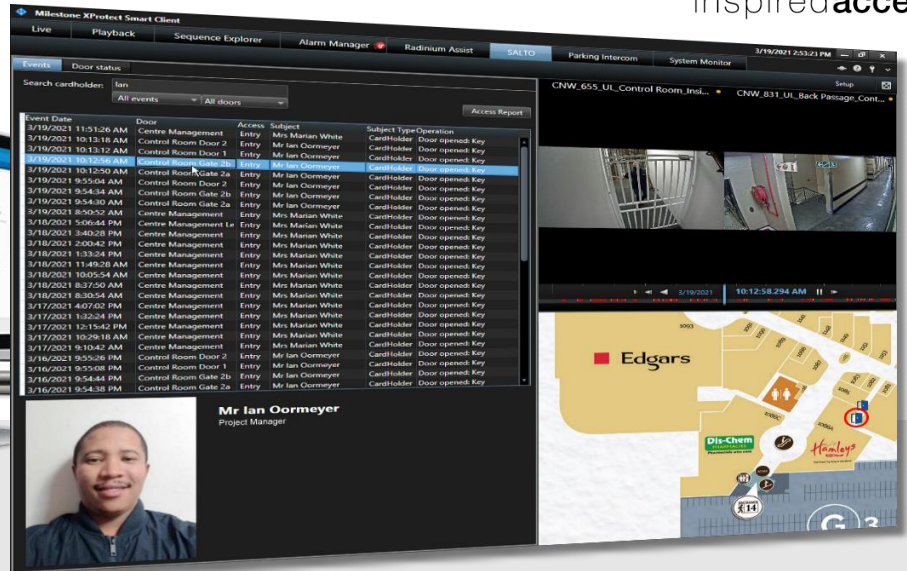 inspiredacce
Milestone XProtect Smart Client
Live Playback Sequence Explorer Alarm Manager Radinium Assist SALTO Parking Intercom System Monitor
3/19/2021 2:53:23 PM
Events Door status
Setup
Search cardholder: Ian
All events All doors
Access Report
CNW_655_UL_Control Room_Insi... CNW_831_UL_Back Passage_Cont...
Event Date Door Access Subject Subject Type Operation
3/19/2021 11:51:26 AM Centre Management Entry Mrs Marian White CardHolder Door opened: Key
3/19/2021 10:13:18 AM Control Room Door 2 Entry Mr Ian Oormeyer CardHolder Door opened: Key
3/19/2021 10:13:12 AM Control Room Door 1 Entry Mr Ian Oormeyer CardHolder Door opened: Key
3/19/2021 10:12:56 AM Control Room Gate 2b Entry Mr Ian Oormeyer CardHolder Door opened: Key
3/19/2021 10:12:50 AM Control Room Gate 2a Entry Mr Ian Oormeyer CardHolder Door opened: Key
3/19/2021 9:55:04 AM Control Room Door 2 Entry Mr Ian Oormeyer CardHolder Door opened: Key
3/19/2021 9:54:34 AM Control Room Gate 2b Entry Mr Ian Oormeyer CardHolder Door opened: Key
3/19/2021 9:54:30 AM Control Room Gate 2a Entry Mr Ian Oormeyer CardHolder Door opened: Key
3/19/2021 8:50:52 AM Centre Management Entry Mrs Marian White CardHolder Door opened: Key
3/18/2021 5:06:44 PM Centre Management Le Entry Mrs Marian White CardHolder Door opened: Key
3/18/2021 3:40:28 PM Centre Management Entry Mrs Marian White CardHolder Door opened: Key
3/18/2021 2:00:42 PM Centre Management Entry Mrs Marian White CardHolder Door opened: Key
3/18/2021 1:33:24 PM Centre Management Entry Mrs Marian White CardHolder Door opened: Key
3/18/2021 11:49:28 AM Centre Management Entry Mrs Marian White CardHolder Door opened: Key
3/18/2021 10:05:54 AM Centre Management Entry Mrs Marian White CardHolder Door opened: Key
3/18/2021 8:37:50 AM Centre Management Entry Mrs Marian White CardHolder Door opened: Key
3/18/2021 8:30:54 AM Centre Management Entry Mrs Marian White CardHolder Door opened: Key
3/17/2021 4:07:02 PM Centre Management Entry Mrs Marian White CardHolder Door opened: Key
3/17/2021 1:32:24 PM Centre Management Entry Mrs Marian White CardHolder Door opened: Key
3/17/2021 12:15:42 PM Centre Management Entry Mrs Marian White CardHolder Door opened: Key
3/17/2021 10:29:18 AM Centre Management Entry Mrs Marian White CardHolder Door opened: Key
3/17/2021 9:10:42 AM Centre Management Entry Mrs Marian White CardHolder Door opened: Key
3/16/2021 9:55:26 PM Control Room Door 2 Entry Mr Ian Oormeyer CardHolder Door opened: Key
3/16/2021 9:55:08 PM Control Room Door 1 Entry Mr Ian Oormeyer CardHolder Door opened: Key
3/16/2021 9:54:44 PM Control Room Gate 2b Entry Mr Ian Oormeyer CardHolder Door opened: Key
3/16/2021 9:54:38 PM Control Room Gate 2a Entry Mr Ian Oormeyer CardHolder Door opened: Key
3/19/2021 10:12:58.294 AM
Edgars
Dis-Chem
PHARMACIES
Hamleys
14
G 3
Mr Ian Oormeyer
Project Manager